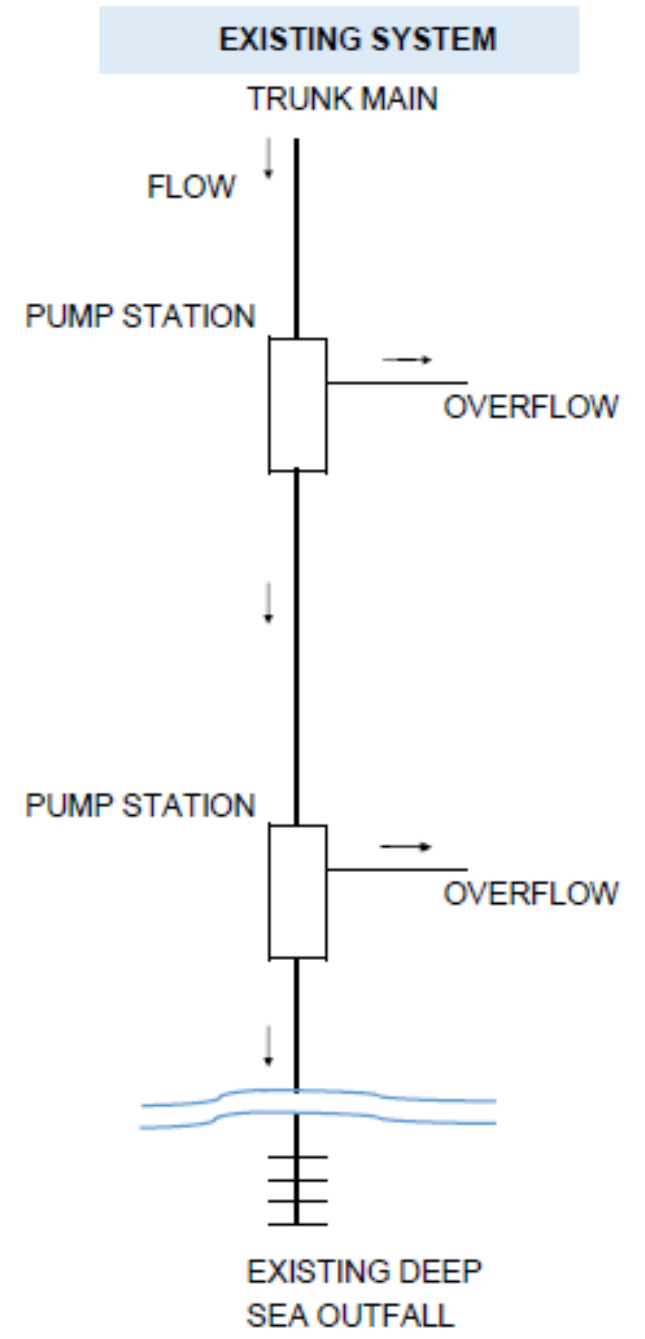 EXISTING SYSTEM
TRUNK MAIN
FLOW
PUMP STATION
OVERFLOW
PUMP STATION
OVERFLOW
EXISTING DEEP
SEA OUTFALL